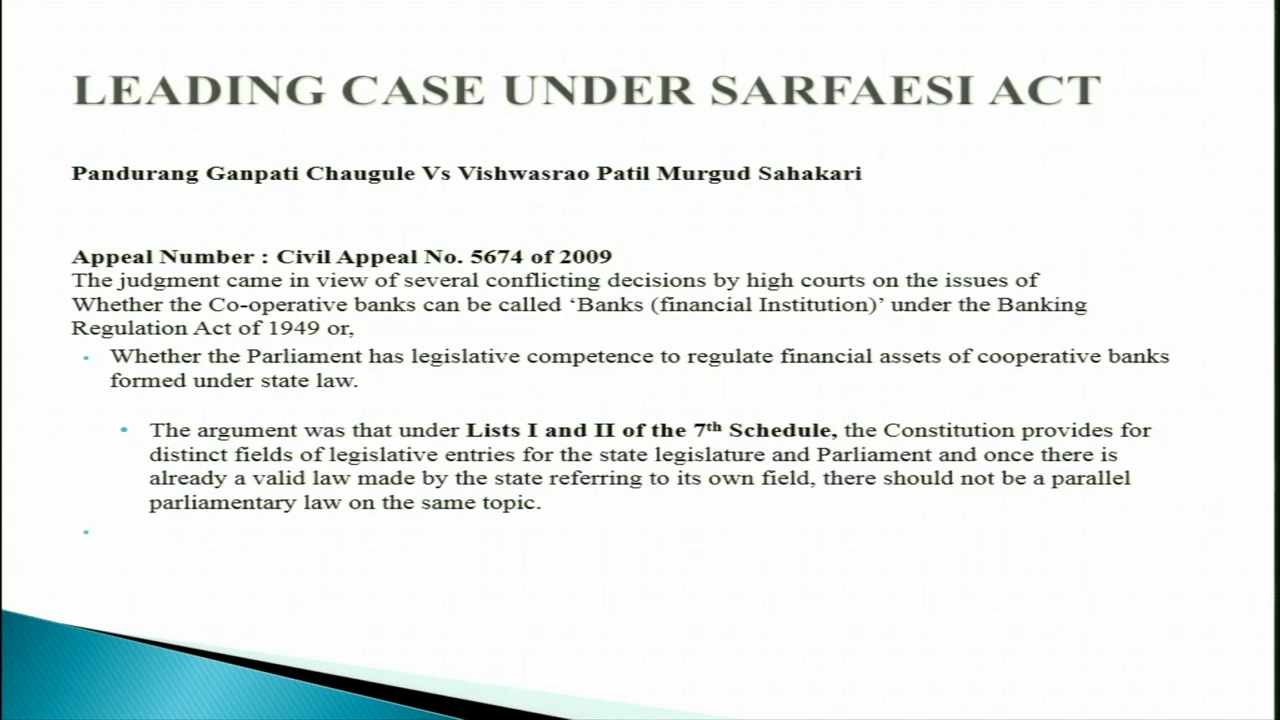 LEADING CASE UNDER SARFAESI ACT
Pandurang Ganpati Chaugule Vs Vishwasrao Patil Murgud Sahakari
Appeal Number : Civil Appeal No. 5674 of 2009
The judgment came in view of several conflicting decisions by high courts on the issues of
Whether the Co-operative banks can be called ‘Banks (financial Institution)’ under the Banking
Regulation Act of 1949 or,
• Whether the Parliament has legislative competence to regulate financial assets of cooperative banks
formed under state law.
• The argument was that under Lists I and II of the 7th Schedule, the Constitution provides for
distinct fields of legislative entries for the state legislature and Parliament and once there is
already a valid law made by the state referring to its own field, there should not be a parallel
parliamentary law on the same topic.